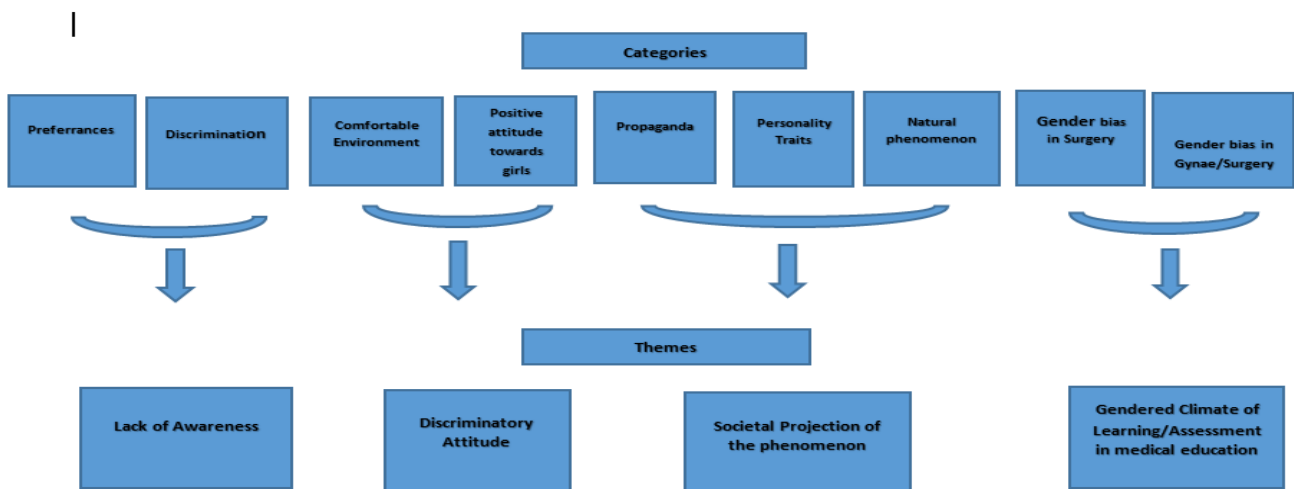 Categories
Preferrances
Discrimination
Comfortable
Environment
Positive
attitude
towards
girls
Propaganda
Personality
Traits
Natural
phenomenon
Gender bias
in Surgery
Gender bias in
Gynae/Surgery
Themes
Lack of Awareness
Discriminatory
Attitude
Societal Projection of
the phenomenon
Gendered Climate of
Learning/Assessment
in medical education